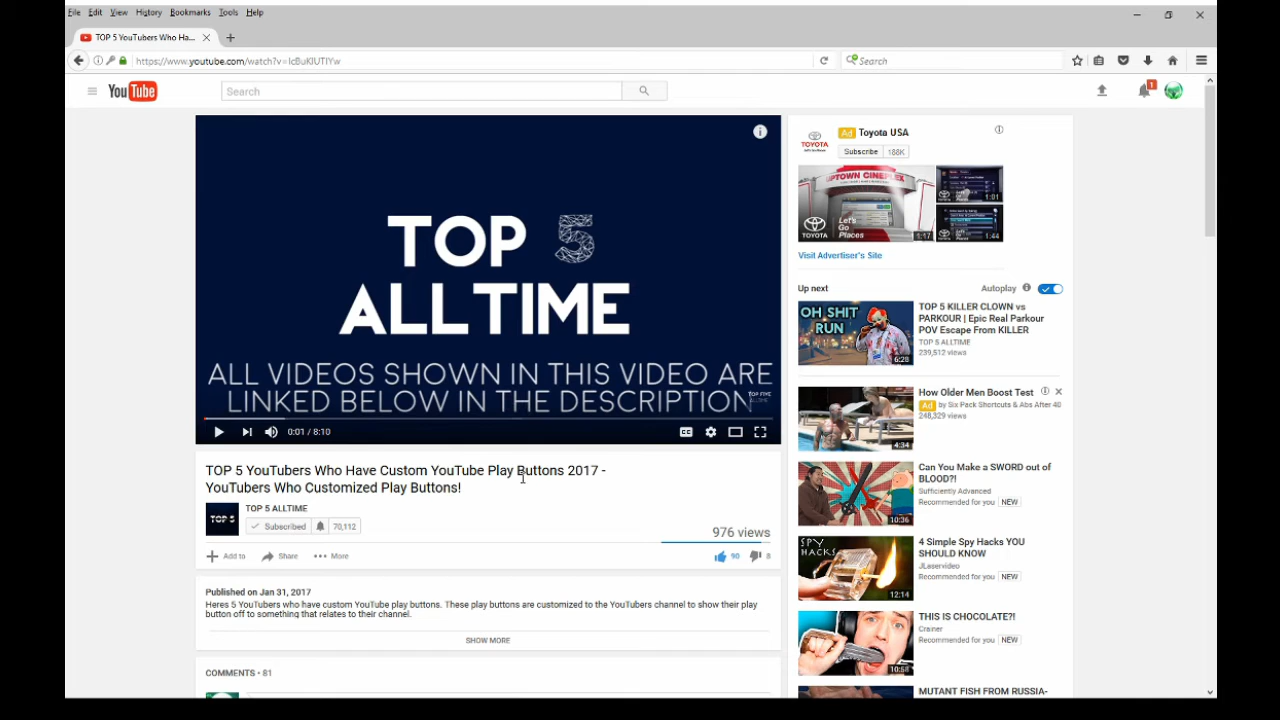 File Edit View History Bookmarks Tools Help
TOP 5 YouTubers Who Ha...
https://www.youtube.com/watch?v=IcBuKlUTIYw
Search
YouTube
Search
1
TOP 5
ALLTIME
ALL VIDEOS SHOWN IN THIS VIDEO ARE
LINKED BELOW IN THE DESCRIPTION
TOP FIVE
ALLTIME
0:01 / 8:10
CC
TOP 5 YouTubers Who Have Custom YouTube Play Buttons 2017 -
YouTubers Who Customized Play Buttons!
TOP 5
TOP 5 ALLTIME
Subscribed 70,112
976 views
Add to Share More
90 8
Published on Jan 31, 2017
Heres 5 YouTubers who have custom YouTube play buttons. These play buttons are customized to the YouTubers channel to show their play
button off to something that relates to their channel.
SHOW MORE
COMMENTS • 81
TOYOTA
Ad Toyota USA
Subscribe 188K
UPTOWN CINEPLEX
Let's
Go
Places
TOYOTA
1:17
1:01
1:44
Visit Advertiser's Site
Up next Autoplay
OH SHIT
RUN
6:28
TOP 5 KILLER CLOWN vs
PARKOUR | Epic Real Parkour
POV Escape From KILLER
TOP 5 ALLTIME
239,512 views
4:34
How Older Men Boost Test
Ad by Six Pack Shortcuts & Abs After 40
248,329 views
10:36
Can You Make a SWORD out of
BLOOD?!
Sufficiently Advanced
Recommended for you NEW
SPY
HACKS
12:14
4 Simple Spy Hacks YOU
SHOULD KNOW
JLaservideo
Recommended for you NEW
10:58
THIS IS CHOCOLATE?!
Crainer
Recommended for you NEW
MUTANT FISH FROM RUSSIA-